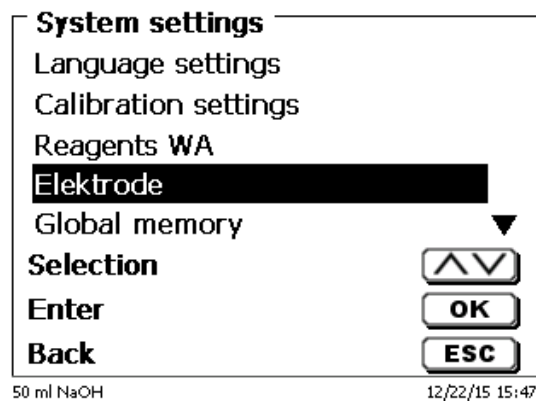 System settings
Language settings
Calibration settings
Reagents WA
Elektrode
Global memory
Selection
Enter OK
Back ESC
50 ml NaOH 12/22/15 15:47